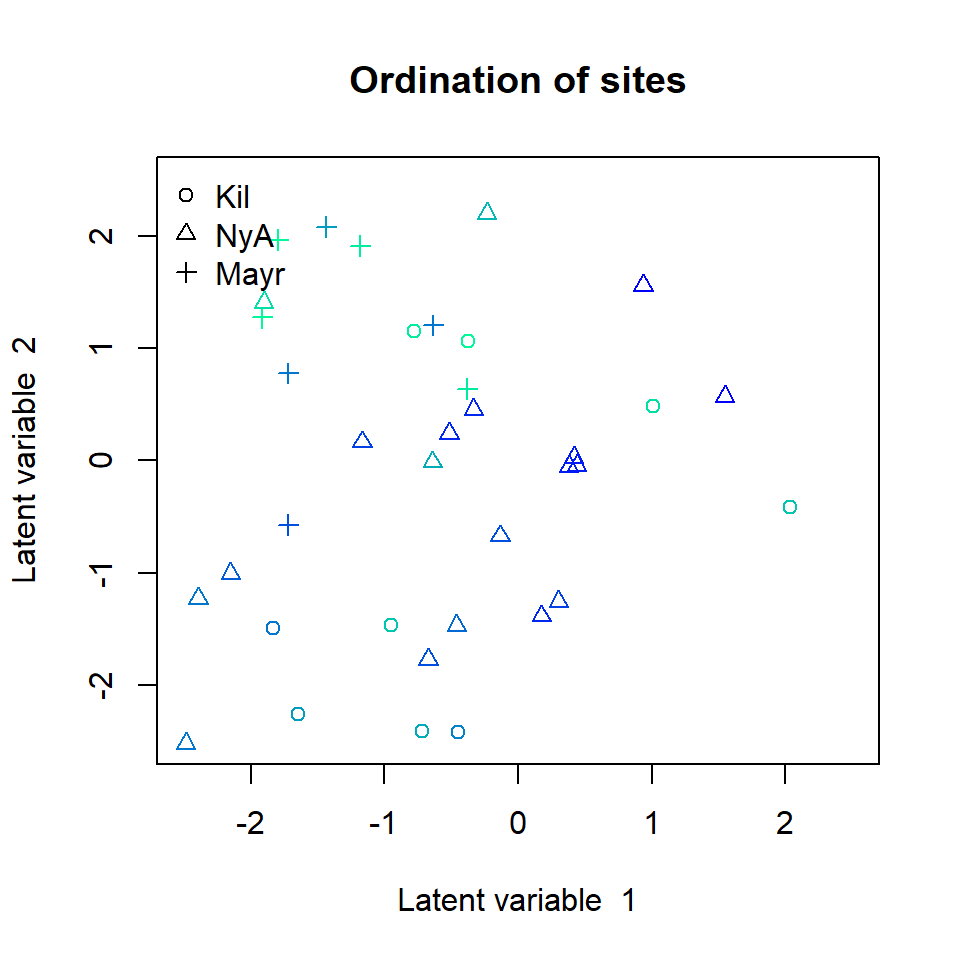 Ordination of sites
Kil
NyA
Mayr
2
1
0
-1
-2
Latent variable  2
-2 -1 0 1 2
Latent variable  1